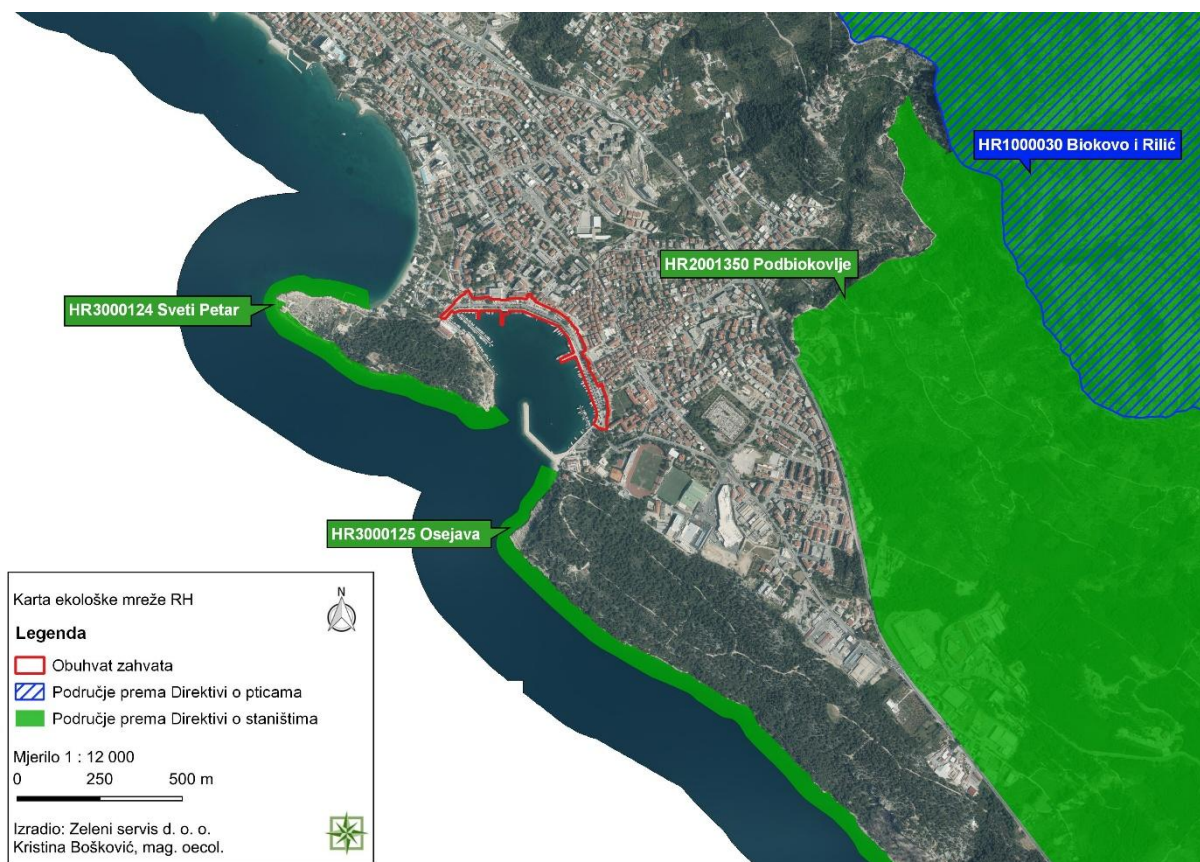 HR1000030 Biokovo i Rilić
HR2001350 Podbiokovlje
HR3000124 Sveti Petar
HR3000125 Osejava
Karta ekološke mreže RH
N
Legenda
Obuhvat zahvata
Područje prema Direktivi o pticama
Područje prema Direktivi o staništima
Mjerilo 1 : 12 000
0 250 500 m
Izradio: Zeleni servis d. o. o.
Kristina Bošković, mag. oecol.